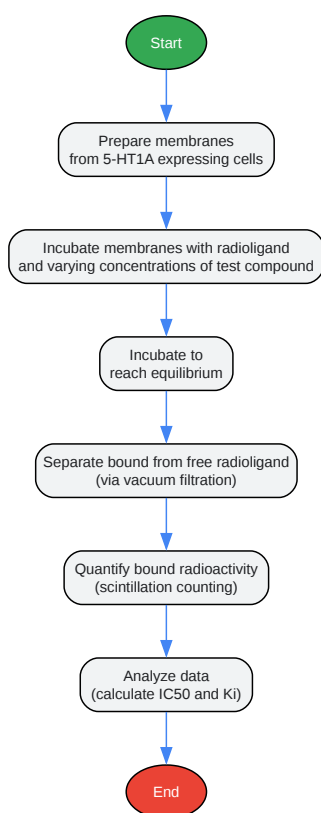 Start
Prepare membranes
from 5-HT1A expressing cells
Incubate membranes with radioligand
and varying concentrations of test compound
Incubate to
reach equilibrium
Separate bound from free radioligand
(via vacuum filtration)
Quantify bound radioactivity
(scintillation counting)
Analyze data
(calculate IC50 and Ki)
End